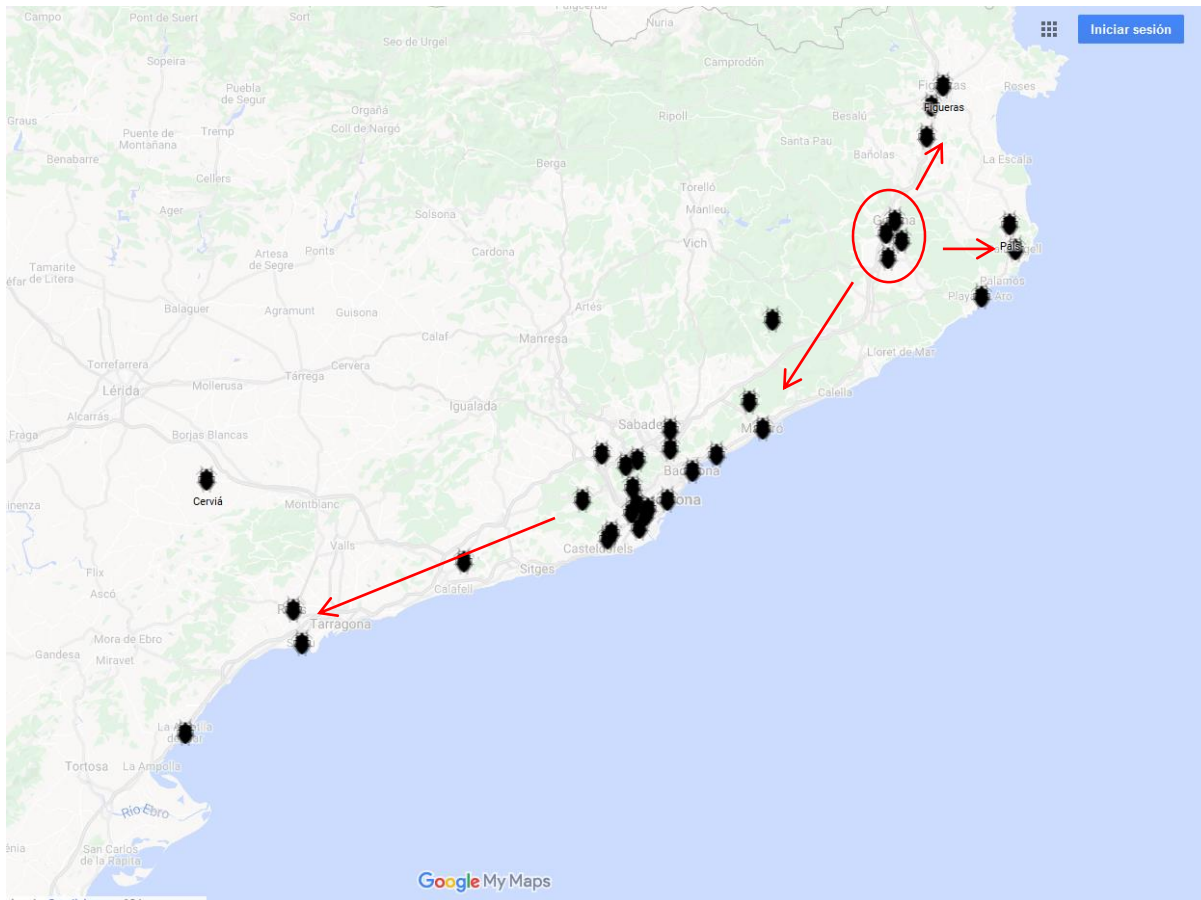 Campo
Pont de Suert
Sort
Nuria
Iniciar sesión
Seo de Urgel
Sopeira
Camprodón
Roses
Puebla
de Segur
Figueras
Graus
Orgañá
Ripoll
Besalú
Puente de
Montañana
Tremp
Coll de Nargó
Santa Pau
Bañolas
La Escala
Benabarre
Berga
Cellers
Torelló
Ager
Solsona
Manlleu
Vich
Artesa
de Segre
Ponts
Cardona
Pals
Tamarite
de Litera
Palamós
Balaguer
Agramunt
Guisona
Artés
Calaf
Manresa
Lloret de Mar
Torrefarrera
Cervera
Lérida
Mollerusa
Tárrega
Calella
Igualada
Alcarrás
Fraga
Borjas Blancas
Cerviá
Montblanc
Valls
Casteldefels
Sitges
Flix
Ascó
Calafell
Tarragona
Mora de Ebro
Gandesa
Miravet
Tortosa
La Ampolla
Río Ebro
San Carlos
de la Rápita
Google My Maps